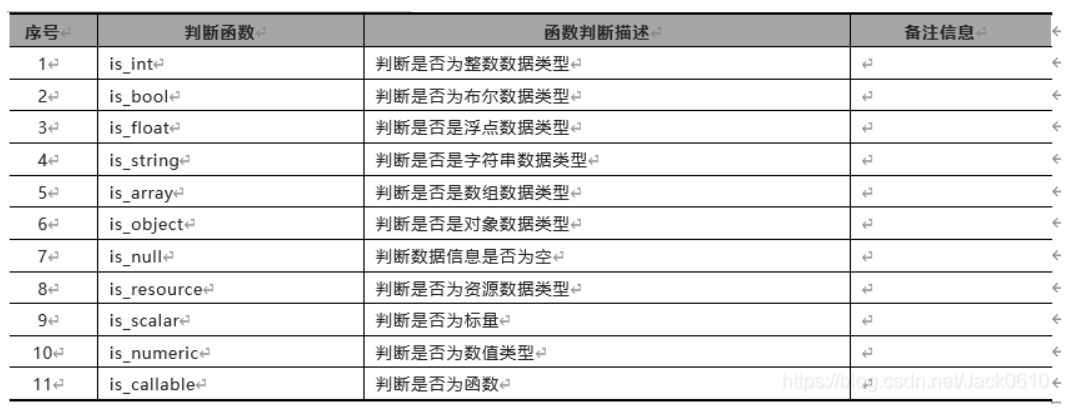 序号 判断函数 函数判断描述 备注信息
1 is_int 判断是否为整数数据类型
2 is_bool 判断是否为布尔数据类型
3 is_float 判断是否是浮点数据类型
4 is_string 判断是否是字符串数据类型
5 is_array 判断是否是数组数据类型
6 is_object 判断是否是对象数据类型
7 is_null 判断数据信息是否为空
8 is_resource 判断是否为资源数据类型
9 is_scalar 判断是否为标量
10 is_numeric 判断是否为数值类型
11 is_callable 判断是否为函数
https://blog.csdn.net/Jack0610